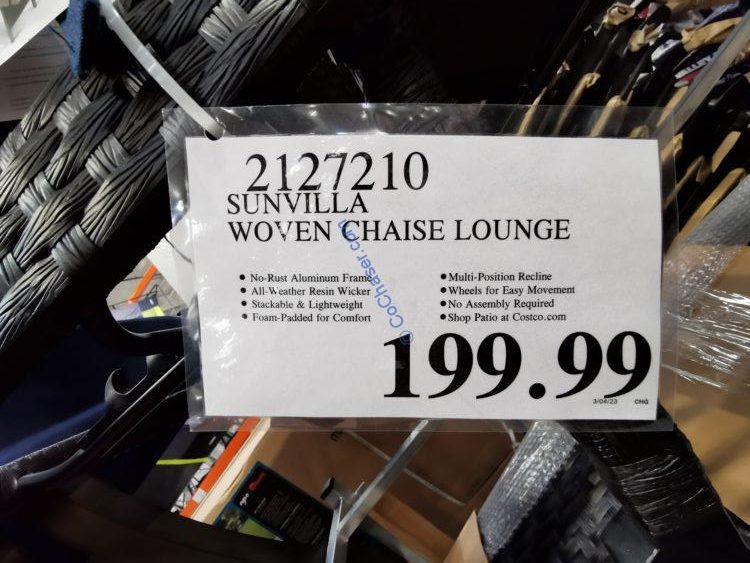 2127210
SUNVILLA
WOVEN CHAISE LOUNGE
• No-Rust Aluminum Frame
• All-Weather Resin Wicker
• Stackable & Lightweight
• Foam-Padded for Comfort
• Multi-Position Recline
• Wheels for Easy Movement
• No Assembly Required
• Shop Patio at Costco.com
199.99
3/04/23 CHG
© CoChaser.com